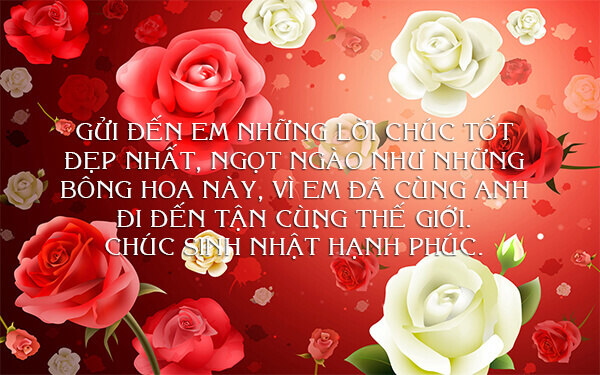 GỬI ĐẾN EM NHỮNG LỜI CHÚC TỐT
ĐẸP NHẤT, NGỌT NGÀO NHƯ NHỮNG
BÔNG HOA NÀY, VÌ EM ĐÃ CÙNG ANH
ĐI ĐẾN TẬN CÙNG THẾ GIỚI.
CHÚC SINH NHẬT HẠNH PHÚC.